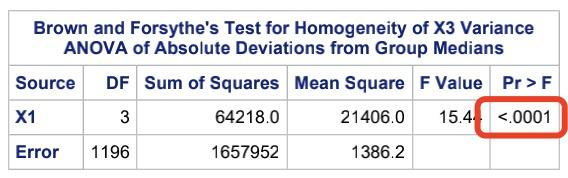 Brown and Forsythe's Test for Homogeneity of X3 Variance
ANOVA of Absolute Deviations from Group Medians
Source DF Sum of Squares Mean Square F Value Pr > F
X1 3 64218.0 21406.0 15.44 <.0001
Error 1196 1657952 1386.2